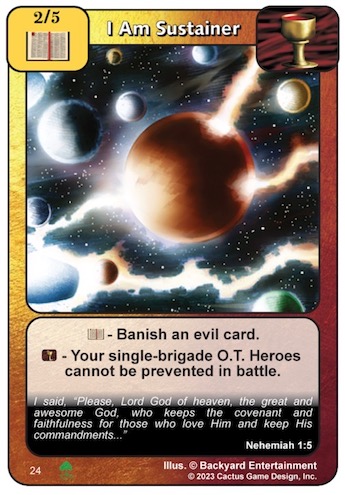 2/5
I Am Sustainer
- Banish an evil card.
- Your single-brigade O.T. Heroes
cannot be prevented in battle.
I said, "Please, Lord God of heaven, the great and
awesome God, who keeps the covenant and
faithfulness for those who love Him and keep His
commandments..."
Nehemiah 1:5
Illus. © Backyard Entertainment
24
© 2023 Cactus Game Design, Inc.